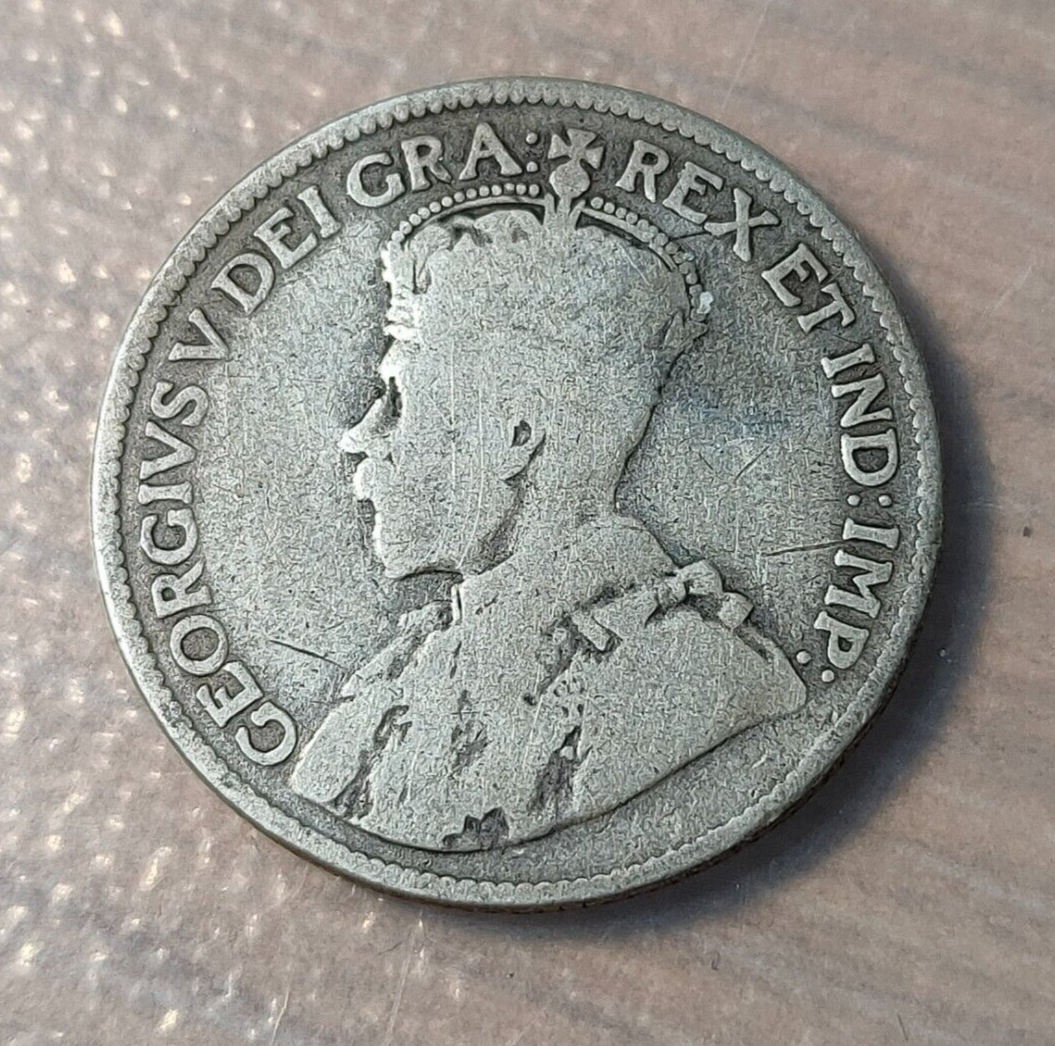 GEORGIVS V DEI GRA: REX ET IND: IMP: